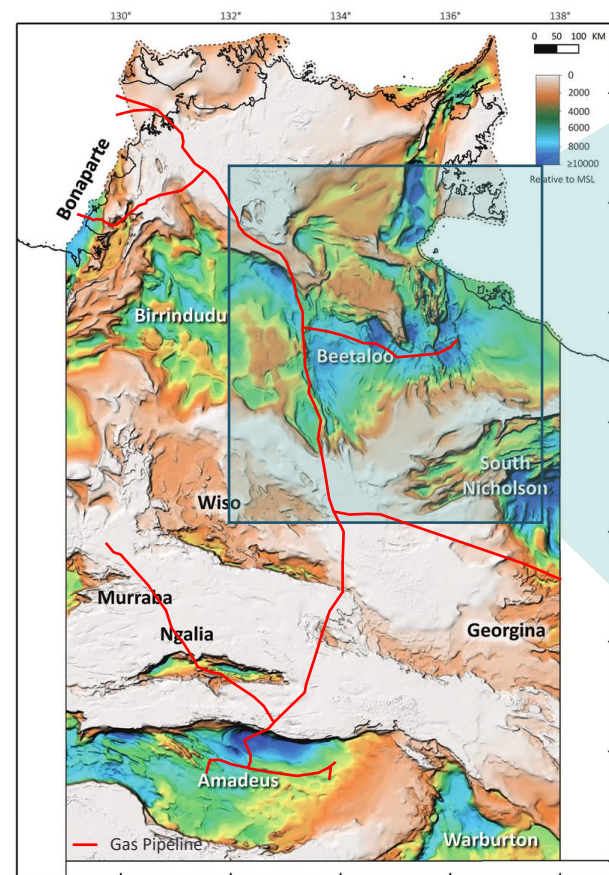 130° 132° 134° 136° 138°
0 50 100 KM
0
2000
4000
6000
8000
≥10000
Relative to MSL
Bonaparte
Birrindudu
Beetaloo
South
Nicholson
Wiso
Murraba
Ngalia
Georgina
Amadeus
Warburton
Gas Pipeline